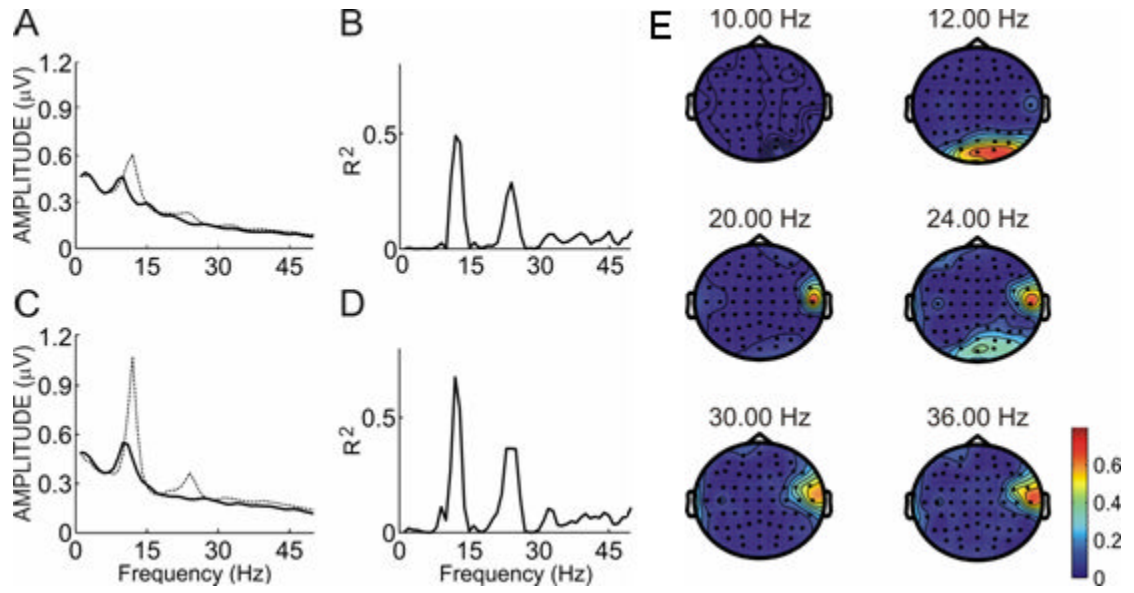 A
AMPLITUDE (μV)
1.2
0.9
0.6
0.3
0
0 15 30 45
B
R²
0.5
0
0 15 30 45
C
AMPLITUDE (μV)
1.2
0.9
0.6
0.3
0
0 15 30 45
Frequency (Hz)
D
R²
0.5
0
0 15 30 45
Frequency (Hz)
E
10.00 Hz 12.00 Hz
20.00 Hz 24.00 Hz
30.00 Hz 36.00 Hz
0.6
0.4
0.2
0